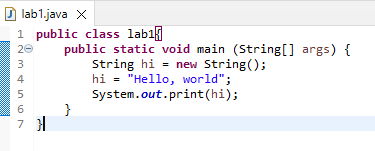 lab1.java
1 public class lab1{
2 public static void main (String[] args) {
3 String hi = new String();
4 hi = "Hello, world";
5 System.out.print(hi);
6 }
7 }